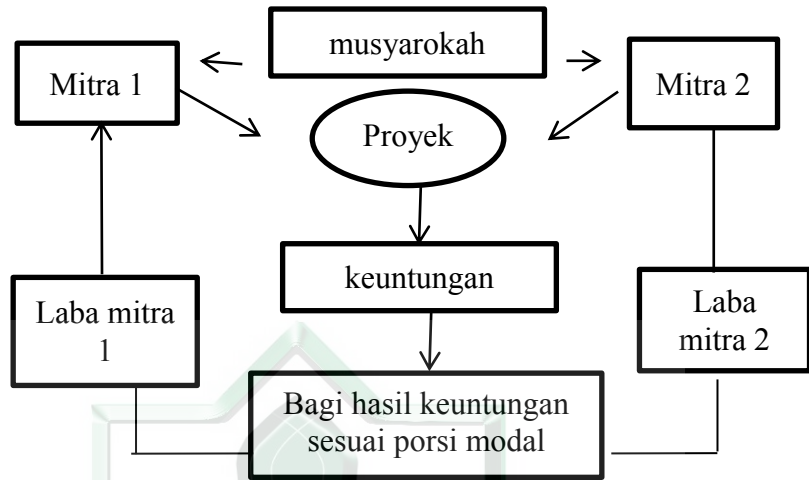 musyarokah
Mitra 1
Mitra 2
Proyek
keuntungan
Laba mitra
1
Laba
mitra 2
Bagi hasil keuntungan
sesuai porsi modal